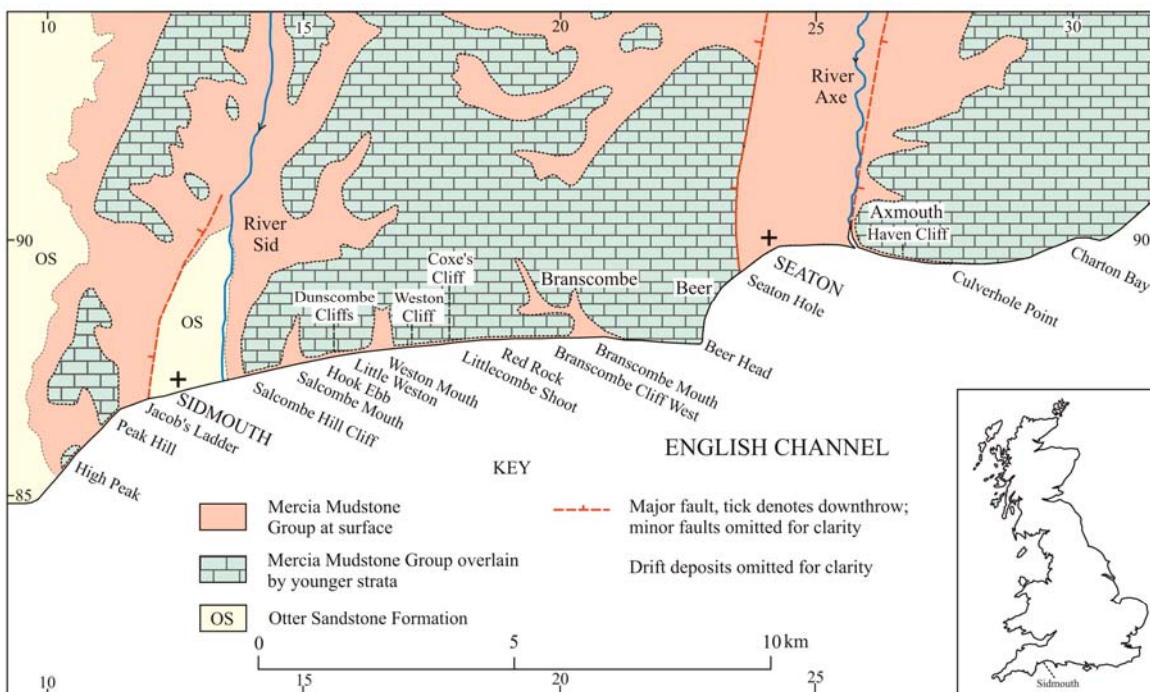 10
15
20
25
30
River
Axe
River
Sid
90
OS
OS
Axmouth
Haven Cliff
90
Coxe's
Cliff
Dunscombe
Cliffs
Weston
Cliff
Branscombe
Beer
SEATON
Seaton Hole
Culverhole Point
Charton Bay
Beer Head
Branscombe Mouth
Branscombe Cliff West
Red Rock
Littlecombe Shoot
Weston Mouth
Little Weston
Hook Ebb
Salcombe Mouth
Salcombe Hill Cliff
SIDMOUTH
Jacob's Ladder
Peak Hill
High Peak
85
ENGLISH CHANNEL
KEY
Mercia Mudstone
Group at surface
Mercia Mudstone Group overlain
by younger strata
OS
Otter Sandstone Formation
Major fault, tick denotes downthrow;
minor faults omitted for clarity
Drift deposits omitted for clarity
0
5
10 km
10
15
20
25
Sidmouth